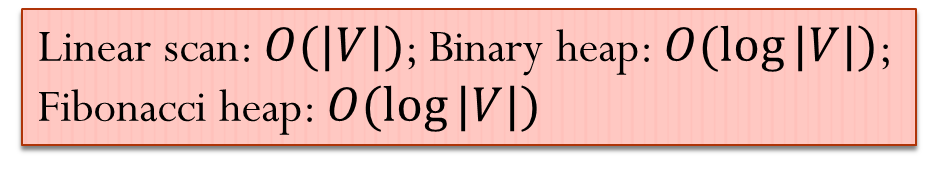 Linear scan: O(|V|); Binary heap: O(log |V|);
Fibonacci heap: O(log |V|)